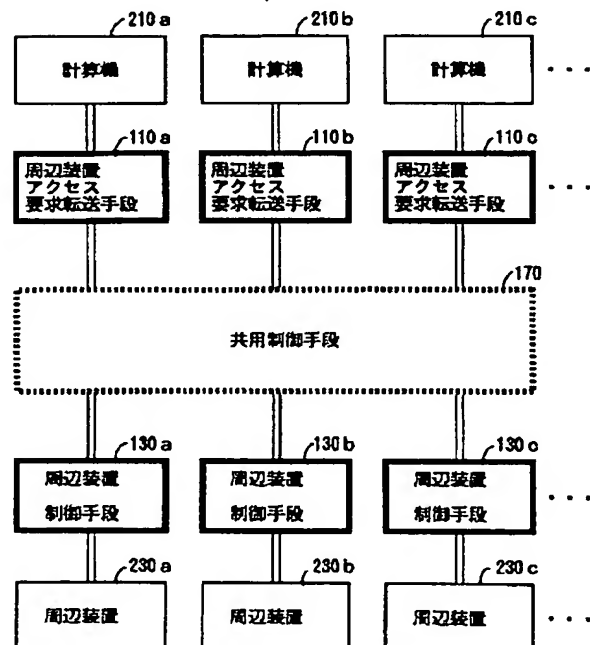 210a 210b 210c
計算機 計算機 計算機 ・・・
110a 110b 110c
周辺装置 周辺装置 周辺装置
アクセス アクセス アクセス ・・・
要求転送手段 要求転送手段 要求転送手段
170
共用制御手段
130a 130b 130c
周辺装置 周辺装置 周辺装置
制御手段 制御手段 制御手段 ・・・
230a 230b 230c
周辺装置 周辺装置 周辺装置 ・・・